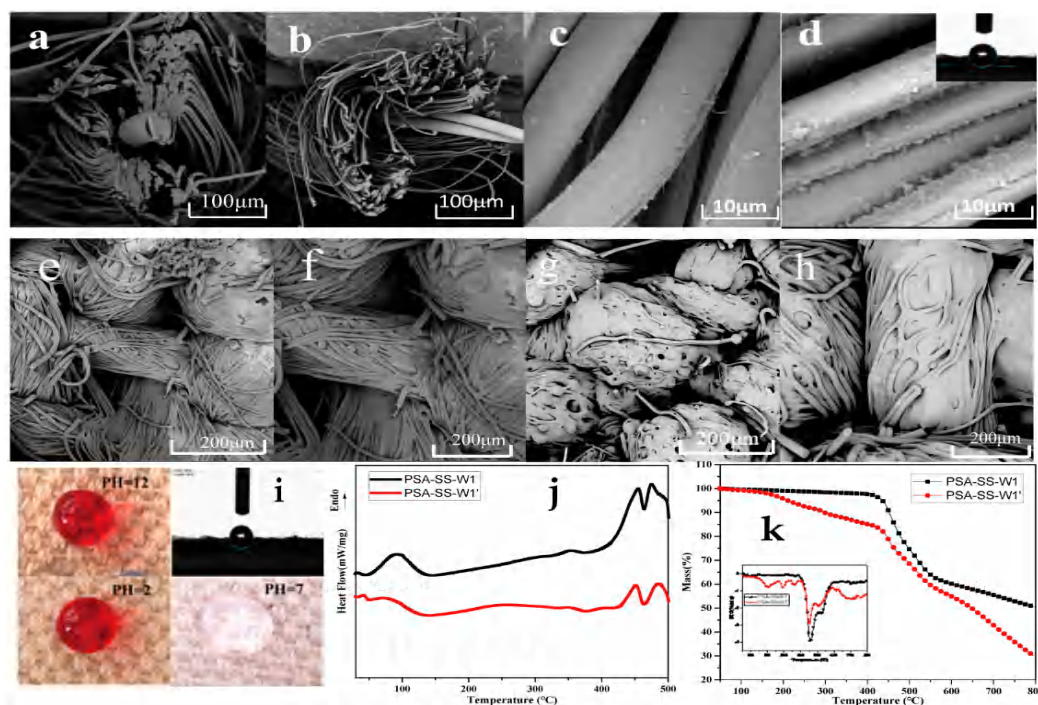 a
b
c
d
100μm
100μm
10μm
10μm
e
f
g
h
200μm
200μm
200μm
200μm
PH=12
i
PH=2
PH=7
PSA-SS-W1
PSA-SS-W1'
j
Endo
Heat Flow(mW/mg)
100
200
300
400
500
Temperature (°C)
PSA-SS-W1
PSA-SS-W1'
k
Mass(%)
100
90
80
70
60
50
40
30
20
0
100
200
300
400
500
600
700
80
Temperature(°C)